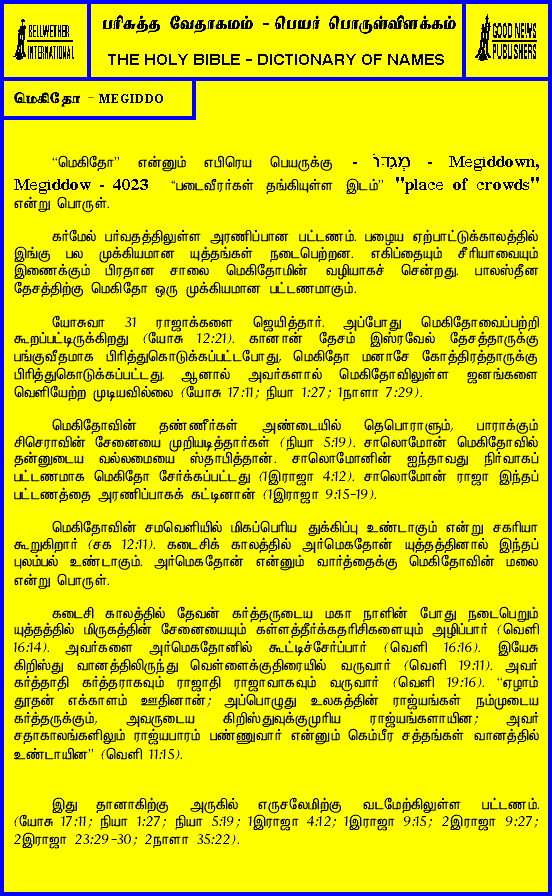 BELLWETHER
INTERNATIONAL
பரிசுத்த வேதாகமம் - பெயர் பொருள்விளக்கம்
THE HOLY BIBLE - DICTIONARY OF NAMES
GOOD NEWS
PUBLISHERS
மெகிதோ - MEGIDDO
“மெகிதோ” என்னும் எபிரெய பெயருக்கு - מְגִדּוֹ - Megiddown,
Megiddow - 4023 “படைவீரர்கள் தங்கியுள்ள இடம்” "place of crowds"
என்று பொருள்.
கர்மேல் பர்வதத்திலுள்ள அரணிப்பான பட்டணம். பழைய ஏற்பாட்டுக்காலத்தில்
இங்கு பல முக்கியமான யுத்தங்கள் நடைபெற்றன. எகிப்தையும் சீரியாவையும்
இணைக்கும் பிரதான சாலை மெகிதோமின் வழியாகச் சென்றது. பாலஸ்தீன
தேசத்திற்கு மெகிதோ ஒரு முக்கியமான பட்டணமாகும்.
யோசுவா 31 ராஜாக்களை ஜெயித்தார். அப்போது மெகிதோவைப்பற்றி
கூறப்பட்டிருக்கிறது (யோசு 12:21). கானான் தேசம் இஸ்ரவேல் தேசத்தாருக்கு
பங்குவீதமாக பிரித்துகொடுக்கப்பட்டபோது, மெகிதோ மனாசே கோத்திரத்தாருக்கு
பிரித்துகொடுக்கப்பட்டது. ஆனால் அவர்களால் மெகிதோவிலுள்ள ஜனங்களை
வெளியேற்ற முடியவில்லை (யோசு 17:11; நியா 1:27; 1நாளா 7:29).
மெகிதோவின் தண்ணீர்கள் அண்டையில் தெபொராளும், பாராக்கும்
சிசெராவின் சேனையை முறியடித்தார்கள் (நியா 5:19). சாலொமோன் மெகிதோவில்
தன்னுடைய வல்லமையை ஸ்தாபித்தான். சாலொமோனின் ஐந்தாவது நிர்வாகப்
பட்டணமாக மெகிதோ சேர்க்கப்பட்டது (1இராஜா 4:12). சாலொமோன் ராஜா இந்தப்
பட்டணத்தை அரணிப்பாகக் கட்டினான் (1இராஜா 9:15-19).
மெகிதோவின் சமவெளியில் மிகப்பெரிய துக்கிப்பு உண்டாகும் என்று சகரியா
கூறுகிறார் (சக 12:11). கடைசிக் காலத்தில் அர்மெகதோன் யுத்தத்தினால் இந்தப்
புலம்பல் உண்டாகும். அர்மெகதோன் என்னும் வார்த்தைக்கு மெகிதோவின் மலை
என்று பொருள்.
கடைசி காலத்தில் தேவன் கர்த்தருடைய மகா நாளின் போது நடைபெறும்
யுத்தத்தில் மிருகத்தின் சேனையையும் கள்ளத்தீர்க்கதரிசிகளையும் அழிப்பார் (வெளி
16:14). அவர்களை அர்மெகதோனில் கூட்டிச்சேர்ப்பார் (வெளி 16:16). இயேசு
கிறிஸ்து வானத்திலிருந்து வெள்ளைக்குதிரையில் வருவார் (வெளி 19:11). அவர்
கர்த்தாதி கர்த்தராகவும் ராஜாதி ராஜாவாகவும் வருவார் (வெளி 19:16). “ஏழாம்
தூதன் எக்காளம் ஊதினான்; அப்பொழுது உலகத்தின் ராஜ்யங்கள் நம்முடைய
கர்த்தருக்கும், அவருடைய கிறிஸ்துவுக்குமுரிய ராஜ்யங்களாயின; அவர்
சதாகாலங்களிலும் ராஜ்யபாரம் பண்ணுவார் என்னும் கெம்பீர சத்தங்கள் வானத்தில்
உண்டாயின” (வெளி 11:15).
இது தானாகிற்கு அருகில் எருசலேமிற்கு வடமேற்கிலுள்ள பட்டணம்.
(யோசு 17:11; நியா 1:27; நியா 5:19; 1இராஜா 4:12; 1இராஜா 9:15; 2இராஜா 9:27;
2இராஜா 23:29-30; 2நாளா 35:22).